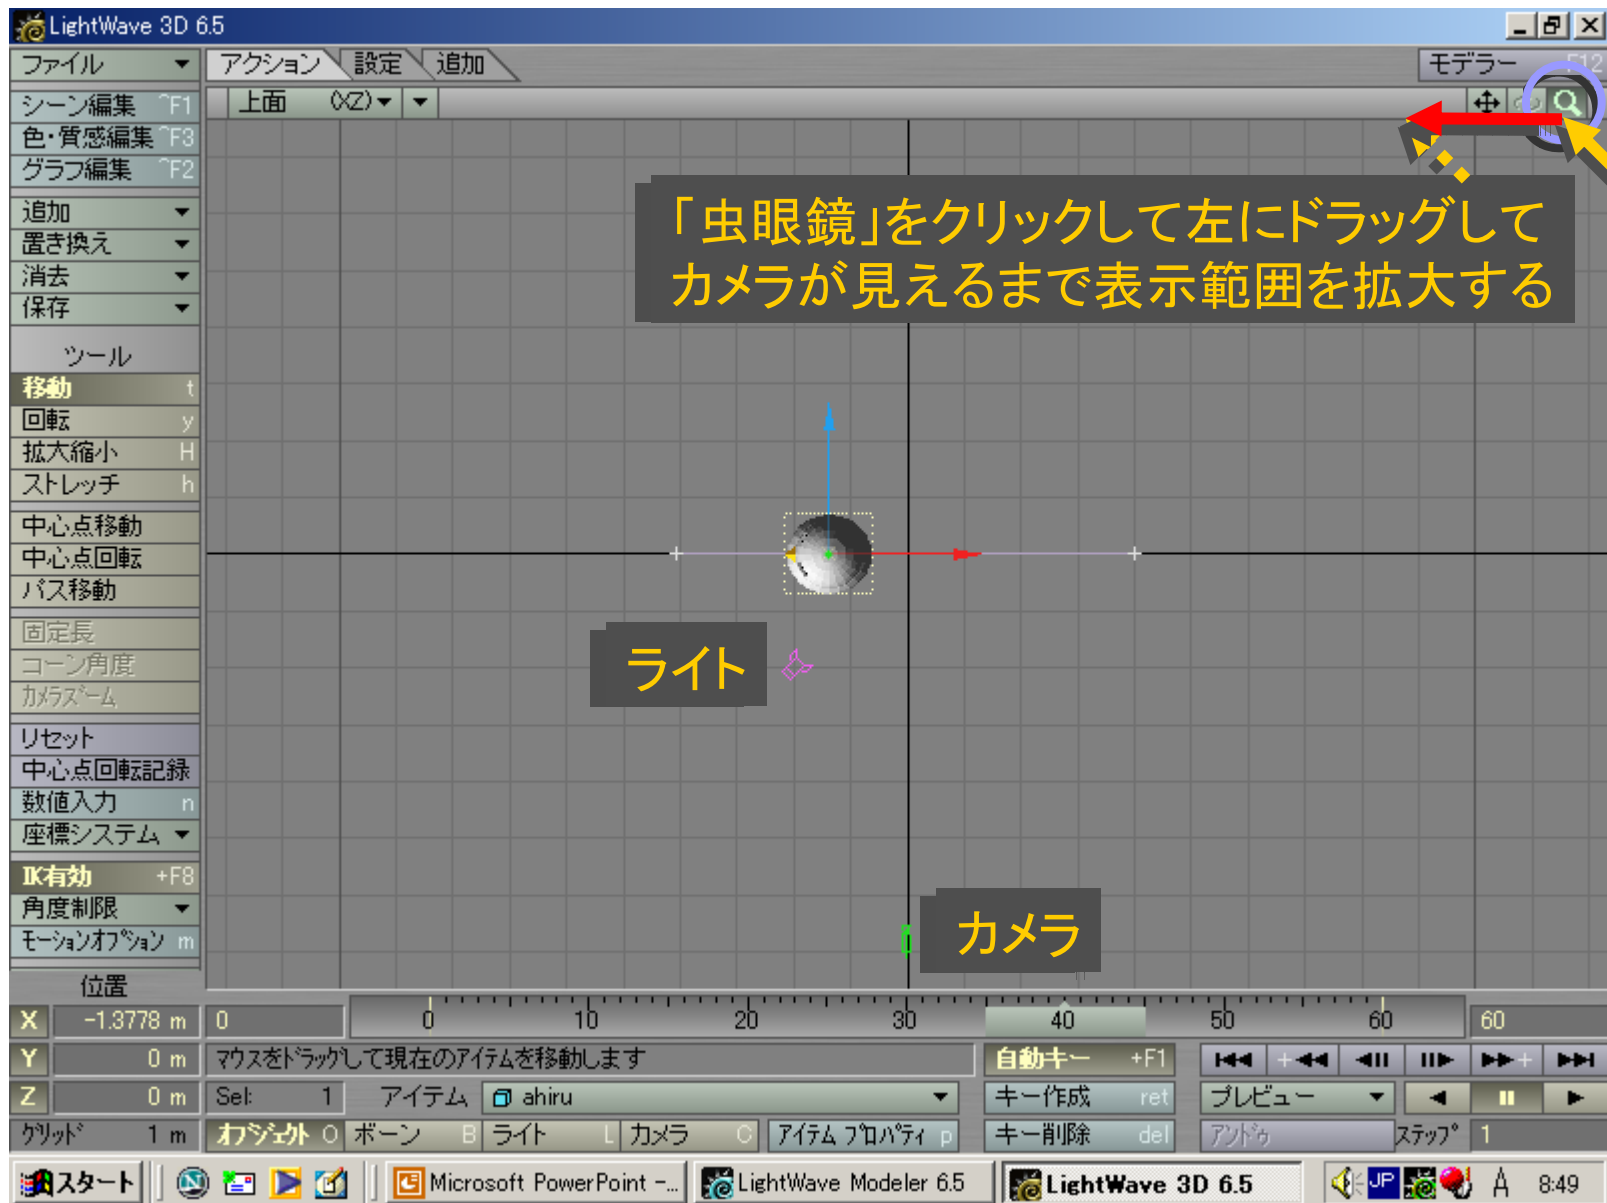 LightWave 3D 6.5
ファイル
アクション 設定 追加
モデラー F12
シーン編集 ^F1
上面 (XZ)
色・質感編集 ^F3
グラフ編集 ^F2
「虫眼鏡」をクリックして左にドラッグして
カメラが見えるまで表示範囲を拡大する
追加
置き換え
消去
保存
ツール
移動 t
回転 y
拡大縮小 H
ストレッチ h
中心点移動
中心点回転
パス移動
固定長
コーン角度
カメラズーム
ライト
リセット
中心点回転記録
数値入力 n
座標システム
IK有効 +F8
角度制限
モーションオプション m
カメラ
位置
X -1.3778 m 0 0 10 20 30 40 50 60 60
Y 0 m マウスをドラッグして現在のアイテムを移動します 自動キー +F1
Z 0 m Sel: 1 アイテム ahiru キー作成 ret プレビュー
グリッド 1 m オブジェクト O ボーン B ライト L カメラ C アイテム プロパティ p キー削除 del アンドゥ ステップ 1
スタート Microsoft PowerPoint -... LightWave Modeler 6.5 LightWave 3D 6.5 JP A 8:49